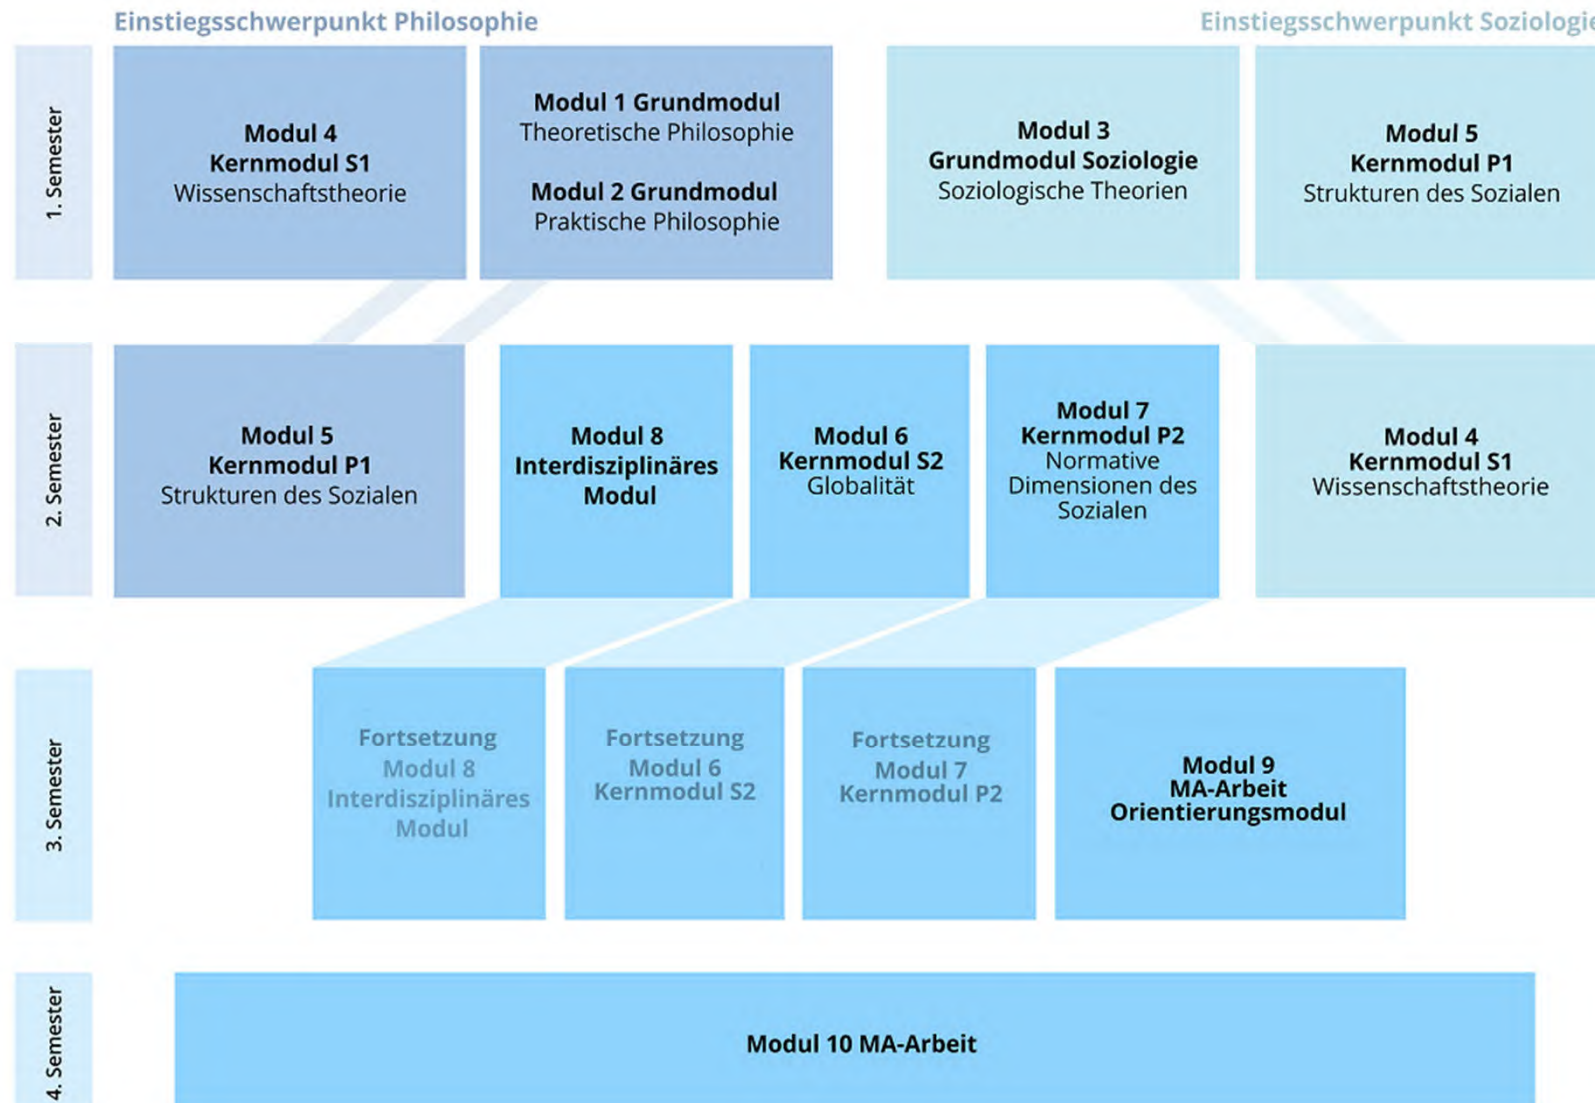 Einstiegsschwerpunkt Philosophie
Einstiegsschwerpunkt Soziologie
1. Semester
Modul 4
Kernmodul S1
Wissenschaftstheorie
Modul 1 Grundmodul
Theoretische Philosophie
Modul 2 Grundmodul
Praktische Philosophie
Modul 3
Grundmodul Soziologie
Soziologische Theorien
Modul 5
Kernmodul P1
Strukturen des Sozialen
2. Semester
Modul 5
Kernmodul P1
Strukturen des Sozialen
Modul 8
Interdisziplinäres
Modul
Modul 6
Kernmodul S2
Globalität
Modul 7
Kernmodul P2
Normative
Dimensionen des
Sozialen
Modul 4
Kernmodul S1
Wissenschaftstheorie
3. Semester
Fortsetzung
Modul 8
Interdisziplinäres
Modul
Fortsetzung
Modul 6
Kernmodul S2
Fortsetzung
Modul 7
Kernmodul P2
Modul 9
MA-Arbeit
Orientierungsmodul
4. Semester
Modul 10 MA-Arbeit